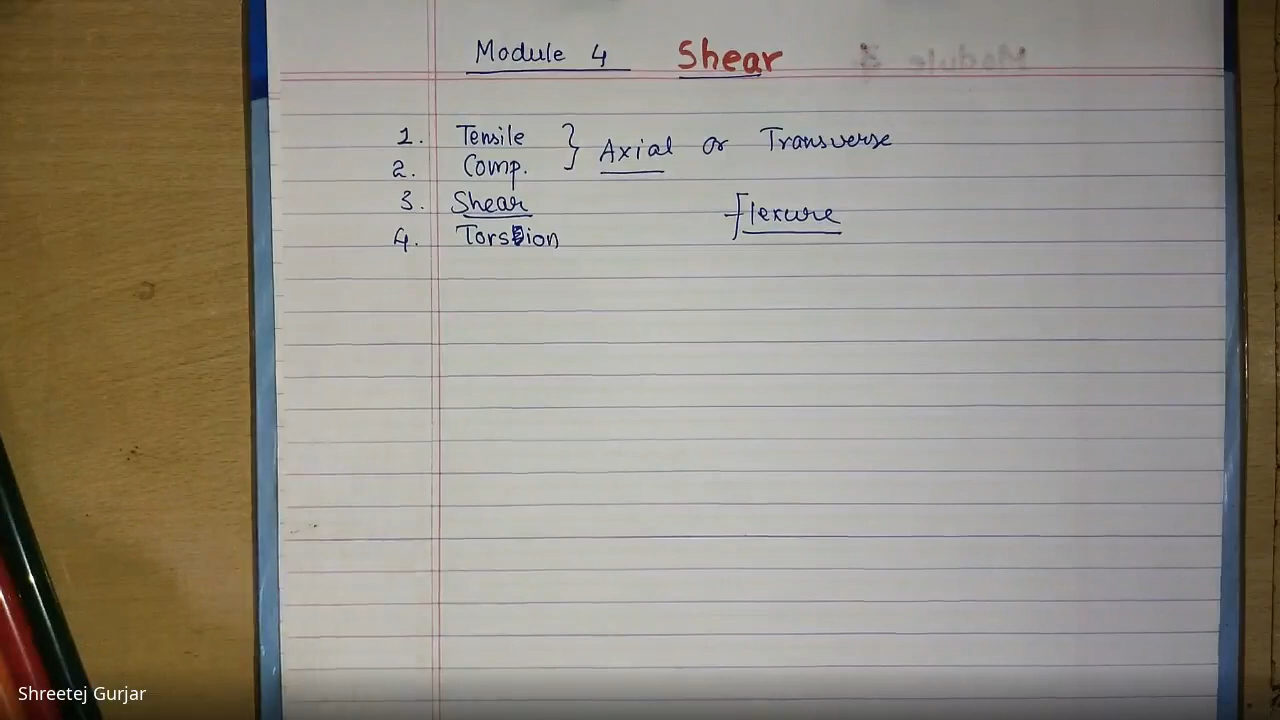 Module 4 Shear
1. Tensile } Axial or Transverse
2. Comp.
3. Shear
Flexure
4. Torsion
Shreetej Gurjar